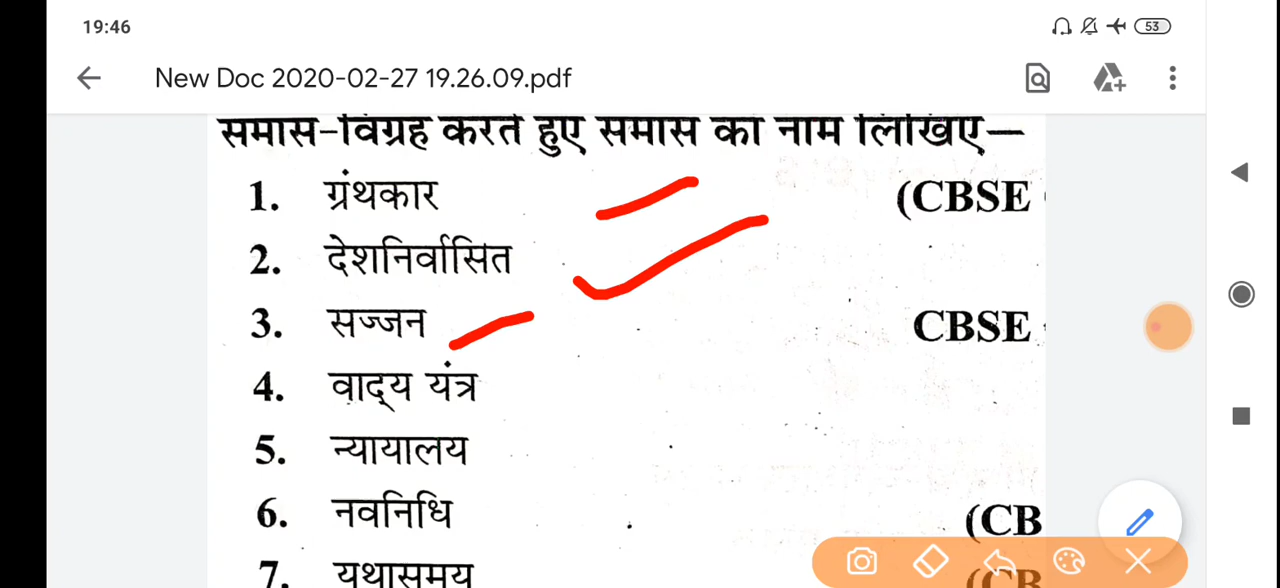 19:46 53
New Doc 2020-02-27 19.26.09.pdf
समास-विग्रह करते हुए समास का नाम लिखिए—
1. ग्रंथकार (CBSE
2. देशनिर्वासित
3. सज्जन CBSE
4. वाद्य यंत्र
5. न्यायालय
6. नवनिधि (CB
7. यथासमय (CB